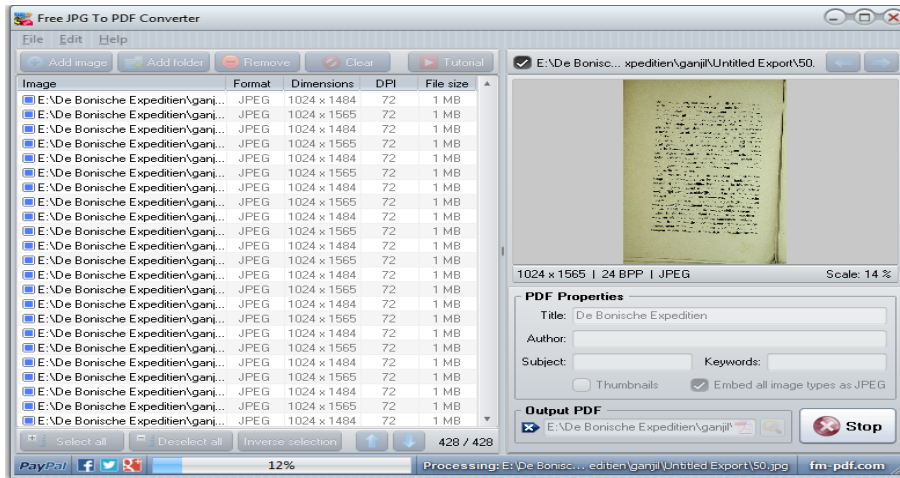 Free JPG To PDF Converter
File Edit Help
Add image Add folder Remove Clear Tutorial
E:\De Bonisc... xpeditien\ganjil\Untitled Export\50.
Image Format Dimensions DPI File size
E:\De Bonische Expeditien\ganj... JPEG 1024 x 1484 72 1 MB
E:\De Bonische Expeditien\ganj... JPEG 1024 x 1565 72 1 MB
E:\De Bonische Expeditien\ganj... JPEG 1024 x 1484 72 1 MB
E:\De Bonische Expeditien\ganj... JPEG 1024 x 1565 72 1 MB
E:\De Bonische Expeditien\ganj... JPEG 1024 x 1484 72 1 MB
E:\De Bonische Expeditien\ganj... JPEG 1024 x 1565 72 1 MB
E:\De Bonische Expeditien\ganj... JPEG 1024 x 1484 72 1 MB
E:\De Bonische Expeditien\ganj... JPEG 1024 x 1565 72 1 MB
E:\De Bonische Expeditien\ganj... JPEG 1024 x 1484 72 1 MB
E:\De Bonische Expeditien\ganj... JPEG 1024 x 1565 72 1 MB
E:\De Bonische Expeditien\ganj... JPEG 1024 x 1484 72 1 MB
E:\De Bonische Expeditien\ganj... JPEG 1024 x 1565 72 1 MB
E:\De Bonische Expeditien\ganj... JPEG 1024 x 1484 72 1 MB
E:\De Bonische Expeditien\ganj... JPEG 1024 x 1565 72 1 MB
E:\De Bonische Expeditien\ganj... JPEG 1024 x 1484 72 1 MB
E:\De Bonische Expeditien\ganj... JPEG 1024 x 1565 72 1 MB
E:\De Bonische Expeditien\ganj... JPEG 1024 x 1484 72 1 MB
E:\De Bonische Expeditien\ganj... JPEG 1024 x 1565 72 1 MB
E:\De Bonische Expeditien\ganj... JPEG 1024 x 1484 72 1 MB
E:\De Bonische Expeditien\ganj... JPEG 1024 x 1565 72 1 MB
E:\De Bonische Expeditien\ganj... JPEG 1024 x 1484 72 1 MB
E:\De Bonische Expeditien\ganj... JPEG 1024 x 1565 72 1 MB
E:\De Bonische Expeditien\ganj... JPEG 1024 x 1484 72 1 MB
Select all Deselect all Inverse selection 428 / 428
1024 x 1565 | 24 BPP | JPEG Scale: 14 %
PDF Properties
Title: De Bonische Expeditien
Author:
Subject: Keywords:
Thumbnails Embed all image types as JPEG
Output PDF
E:\De Bonische Expeditien\ganjil\
Stop
PayPal 12% Processing: E:\De Bonisc... editien\ganjil\Untitled Export\50.jpg fm-pdf.com